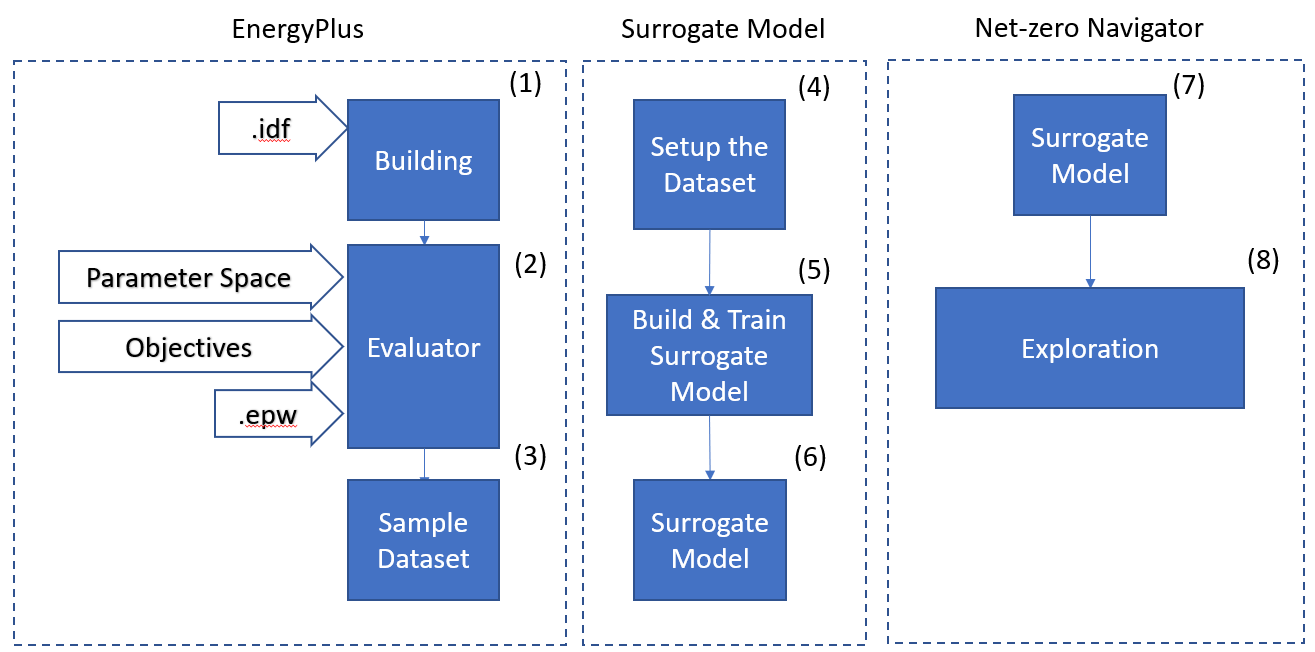 EnergyPlus
(1)
.idf
Building
(2)
Parameter Space
Objectives
Evaluator
.epw
(3)
Sample
Dataset
Surrogate Model
(4)
Setup the
Dataset
(5)
Build & Train
Surrogate
Model
(6)
Surrogate
Model
Net-zero Navigator
(7)
Surrogate
Model
(8)
Exploration